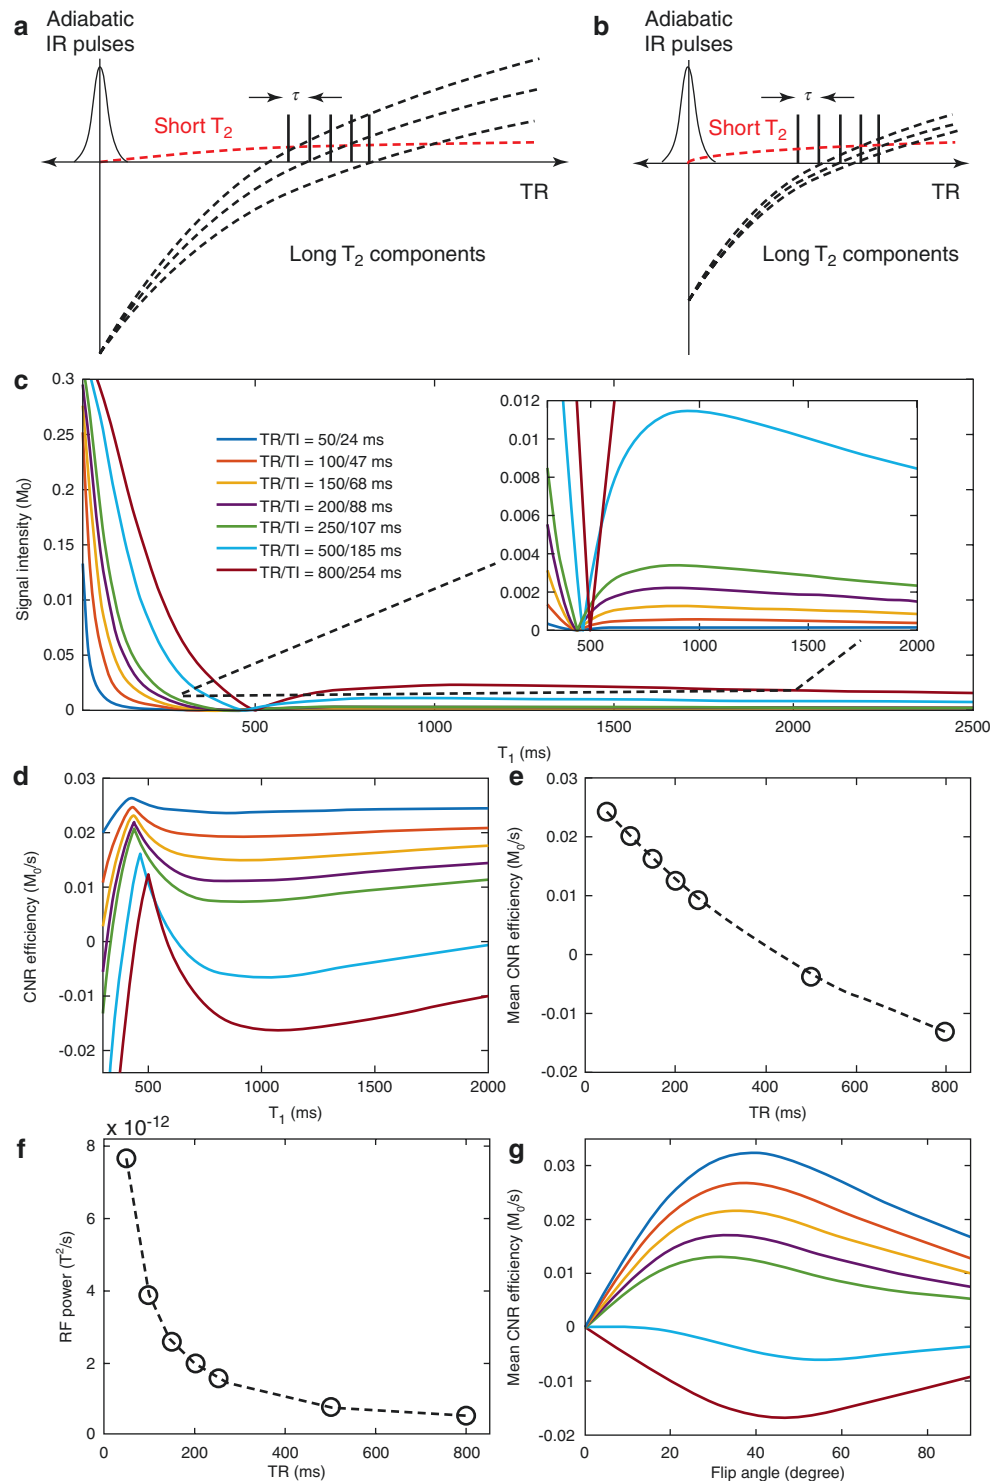 a
Adiabatic
IR pulses
τ
Short T2
TR
Long T2 components
b
Adiabatic
IR pulses
τ
Short T2
TR
Long T2 components
c
Signal intensity (M0)
0.3
0.25
0.2
0.15
0.1
0.05
0
500
1000
1500
2000
2500
T1 (ms)
TR/TI = 50/24 ms
TR/TI = 100/47 ms
TR/TI = 150/68 ms
TR/TI = 200/88 ms
TR/TI = 250/107 ms
TR/TI = 500/185 ms
TR/TI = 800/254 ms
0.012
0.01
0.008
0.006
0.004
0.002
0
500
1000
1500
2000
d
CNR efficiency (M0/s)
0.03
0.02
0.01
0
-0.01
-0.02
500
1000
1500
2000
T1 (ms)
e
Mean CNR efficiency (M0/s)
0.03
0.02
0.01
0
-0.01
-0.02
0
200
400
600
800
TR (ms)
f
x 10-12
RF power (T2/s)
8
6
4
2
0
0
200
400
600
800
TR (ms)
g
Mean CNR efficiency (M0/s)
0.03
0.02
0.01
0
-0.01
-0.02
0
20
40
60
80
Flip angle (degree)